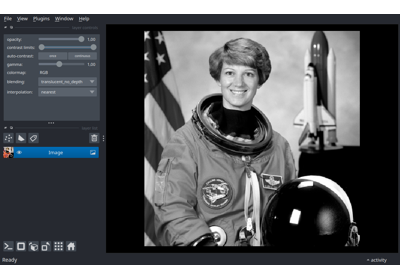 File View Plugins Window Help
opacity: 1.00
contrast limits:
auto-contrast: once continuous
gamma: 1.00
colormap: RGB
blending: translucent_no_depth
interpolation: nearest
Image
Ready activity